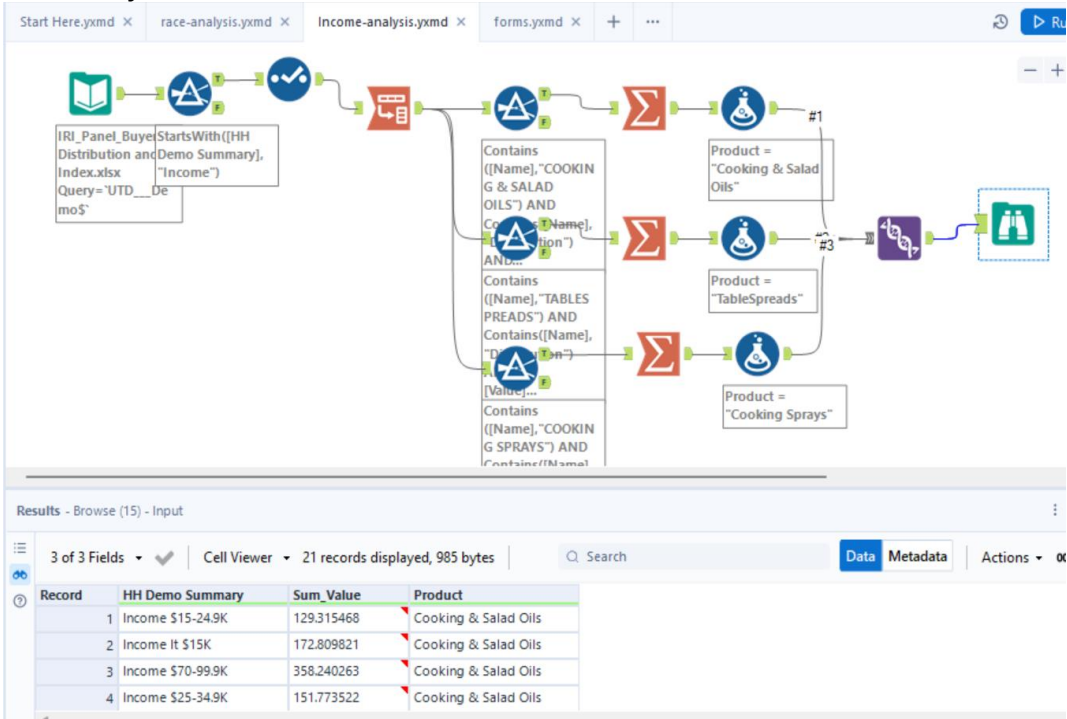 Start Here.yxmd × race-analysis.yxmd × Income-analysis.yxmd × forms.yxmd × + ...
T
F
IRI_Panel_Buyer
Distribution and
Index.xlsx
Query=`UTD___De
mo$`
StartsWith([HH
Demo Summary],
"Income")
T
F
Contains
([Name],"COOKIN
G & SALAD
OILS") AND
AND...
T
F
Contains
([Name],"TABLES
PREADS") AND
Contains([Name],
[Value]...
T
F
Contains
([Name],"COOKIN
G SPRAYS") AND
Contains([Name]
Product =
"Cooking & Salad
Oils"
Product =
"TableSpreads"
Product =
"Cooking Sprays"
#1
#3
Results - Browse (15) - Input
3 of 3 Fields Cell Viewer 21 records displayed, 985 bytes Search Data Metadata Actions
Record HH Demo Summary Sum_Value Product
1 Income $15-24.9K 129.315468 Cooking & Salad Oils
2 Income lt $15K 172.809821 Cooking & Salad Oils
3 Income $70-99.9K 358.240263 Cooking & Salad Oils
4 Income $25-34.9K 151.773522 Cooking & Salad Oils